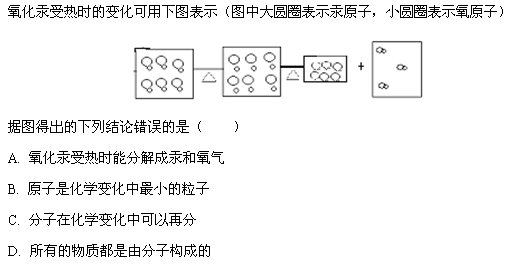 氧化汞受热时的变化可用下图表示（图中大圆圈表示汞原子，小圆圈表示氧原子）
△ △ +
据图得出的下列结论错误的是（　　）
A. 氧化汞受热时能分解成汞和氧气
B. 原子是化学变化中最小的粒子
C. 分子在化学变化中可以再分
D. 所有的物质都是由分子构成的